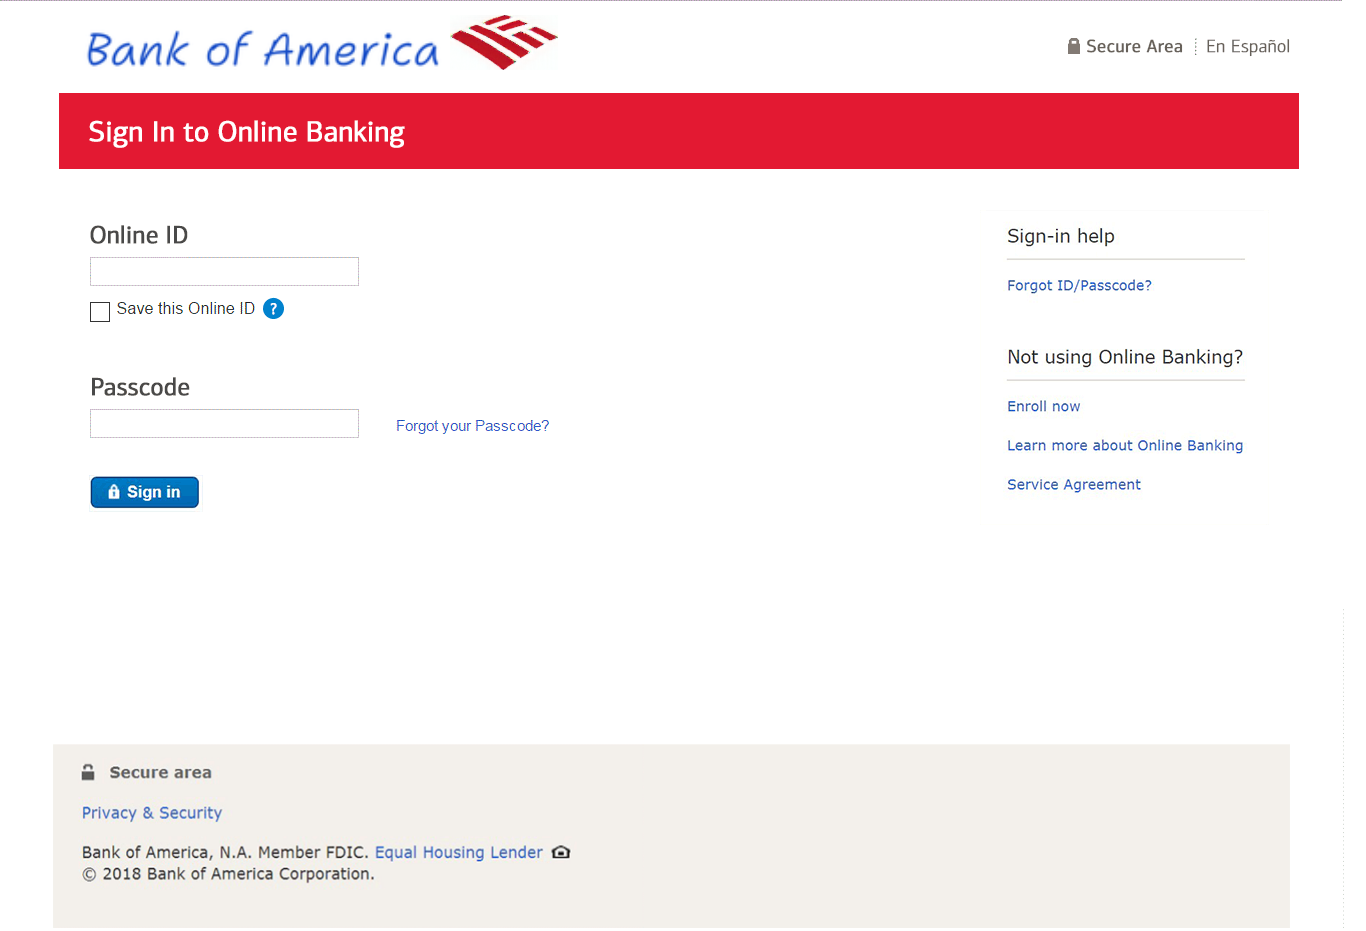 Bank of America
Secure Area
En Español
Sign In to Online Banking
Online ID
Save this Online ID ?
Passcode
Forgot your Passcode?
Sign in
Sign-in help
Forgot ID/Passcode?
Not using Online Banking?
Enroll now
Learn more about Online Banking
Service Agreement
Secure area
Privacy & Security
Bank of America, N.A. Member FDIC. Equal Housing Lender
© 2018 Bank of America Corporation.